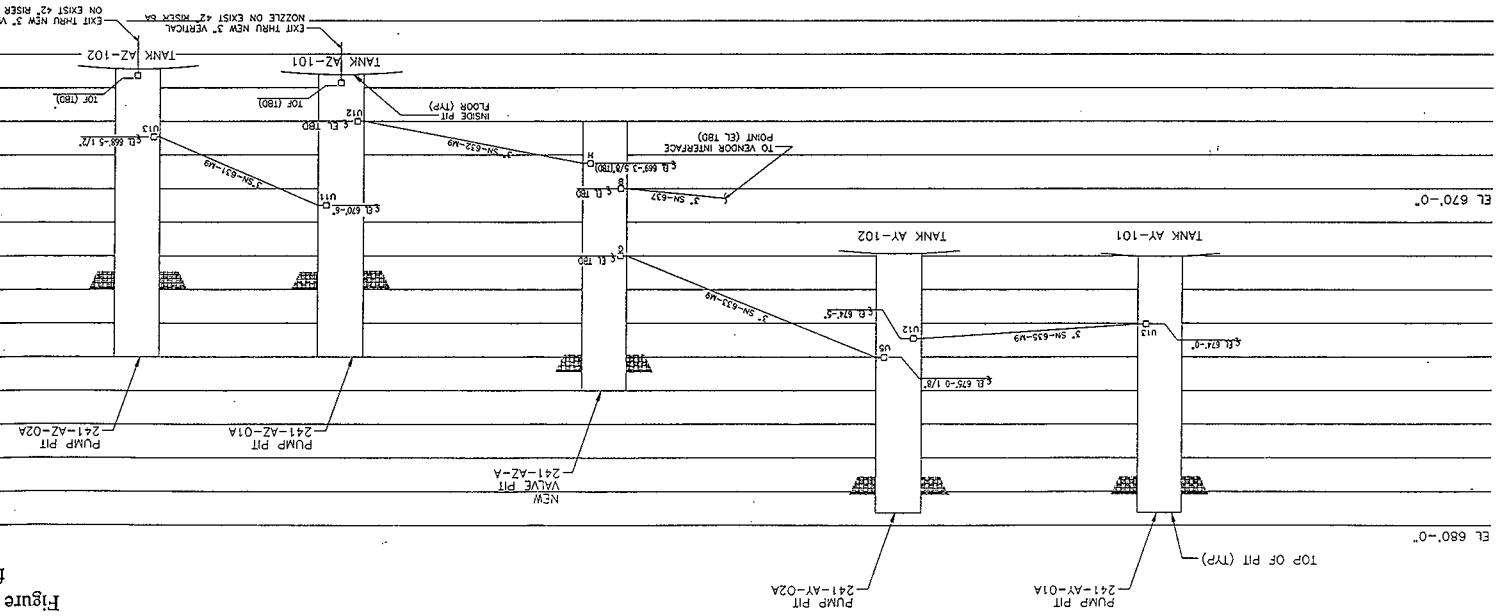 Figure
PUMP PIT
241-AY-01A
PUMP PIT
241-AY-02A
TOP OF PIT (TYP)
EL 680'-0"
NEW
VALVE PIT
241-AZ-A
PUMP PIT
241-AZ-01A
PUMP PIT
241-AZ-02A
℄ EL 675'-0 1/8"
U5
℄ EL 674'-0"
U13
3" SN-635-M9
U12
℄ EL 674'-5"
3" SN-633-M9
G
℄ EL TBD
TANK AY-101
TANK AY-102
EL 670'-0"
3" SN-637
B
℄ EL TBD
℄ EL 670'-6"
U11
TO VENDOR INTERFACE
POINT (EL TBD)
℄ EL 669'-3 5/8(TBD)
H
3" SN-632-M9
3"SN-631-M9
U12
℄ EL TBD
U13
℄ EL 668'-5 1/2"
INSIDE PIT
FLOOR (TYP)
TOF (TBD)
TOF (TBD)
TANK AZ-101
TANK AZ-102
EXIT THRU NEW 3" VERTICAL
NOZZLE ON EXIST 42" RISER 6A
EXIT THRU NEW 3" V
ON EXIST 42" RISER